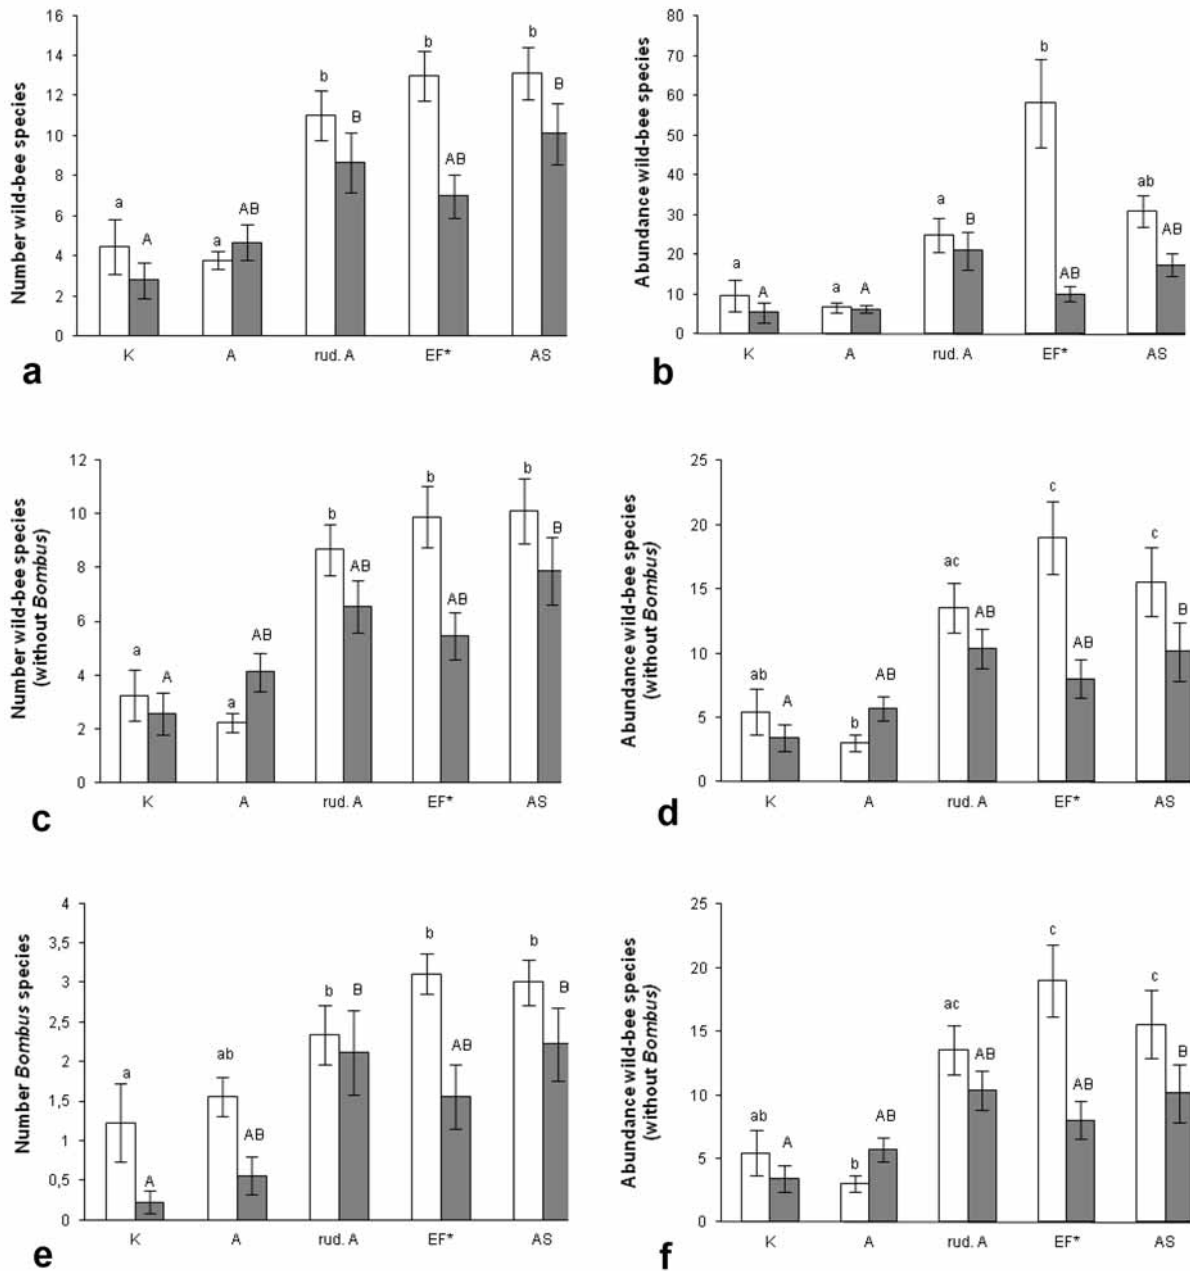 16
14
12
10
8
6
4
2
0
Number wild-bee species
a A a AB b B b AB b B
K A rud. A EF* AS
a
80
70
60
50
40
30
20
10
0
Abundance wild-bee species
a A a A a B b AB ab AB
K A rud. A EF* AS
b
12
10
8
6
4
2
0
Number wild-bee species
(without Bombus)
a A a AB b AB b AB b B
K A rud. A EF* AS
c
25
20
15
10
5
0
Abundance wild-bee species
(without Bombus)
ab A b AB ac AB c AB c B
K A rud. A EF* AS
d
4
3,5
3
2,5
2
1,5
1
0,5
0
Number Bombus species
a A ab AB b B b AB b B
K A rud. A EF* AS
e
25
20
15
10
5
0
Abundance wild-bee species
(without Bombus)
ab A b AB ac AB c AB c B
K A rud. A EF* AS
f